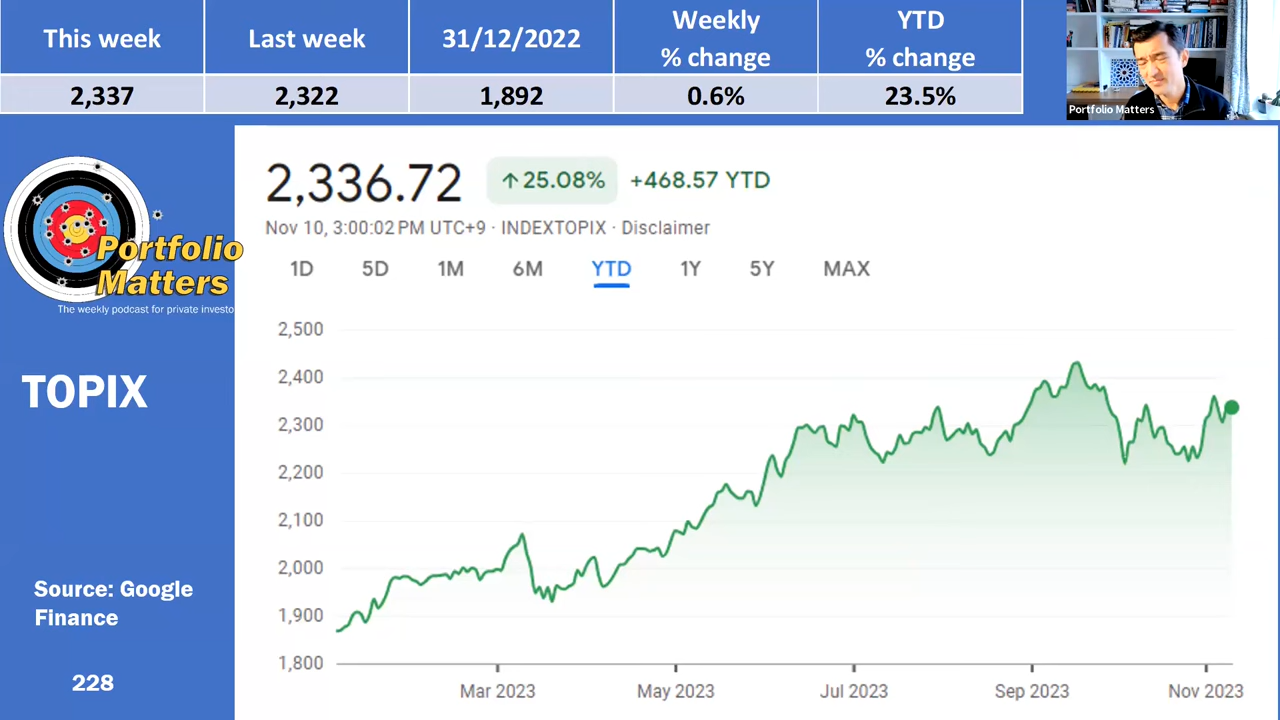 This week
Last week
31/12/2022
Weekly
% change
YTD
% change
2,337
2,322
1,892
0.6%
23.5%
Portfolio Matters
Portfolio
Matters
The weekly podcast for private investo
TOPIX
Source: Google
Finance
228
2,336.72
↑ 25.08%
+468.57 YTD
Nov 10, 3:00:02 PM UTC+9 · INDEXTOPIX · Disclaimer
1D 5D 1M 6M YTD 1Y 5Y MAX
2,500
2,400
2,300
2,200
2,100
2,000
1,900
1,800
Mar 2023 May 2023 Jul 2023 Sep 2023 Nov 2023